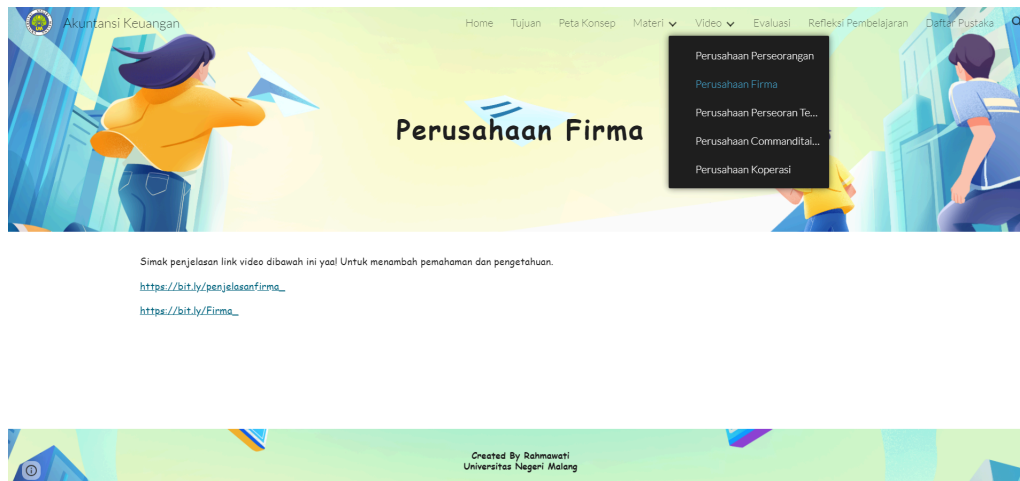 Akuntansi Keuangan
Home Tujuan Peta Konsep Materi Video Evaluasi Refleksi Pembelajaran Daftar Pustaka
Perusahaan Perseorangan
Perusahaan Firma
Perusahaan Perseoran Te...
Perusahaan Commanditai...
Perusahaan Koperasi
Perusahaan Firma
Simak penjelasan link video dibawah ini yaa! Untuk menambah pemahaman dan pengetahuan.
https://bit.ly/penjelasanfirma_
https://bit.ly/Firma_
Created By Rahmawati
Universitas Negeri Malang